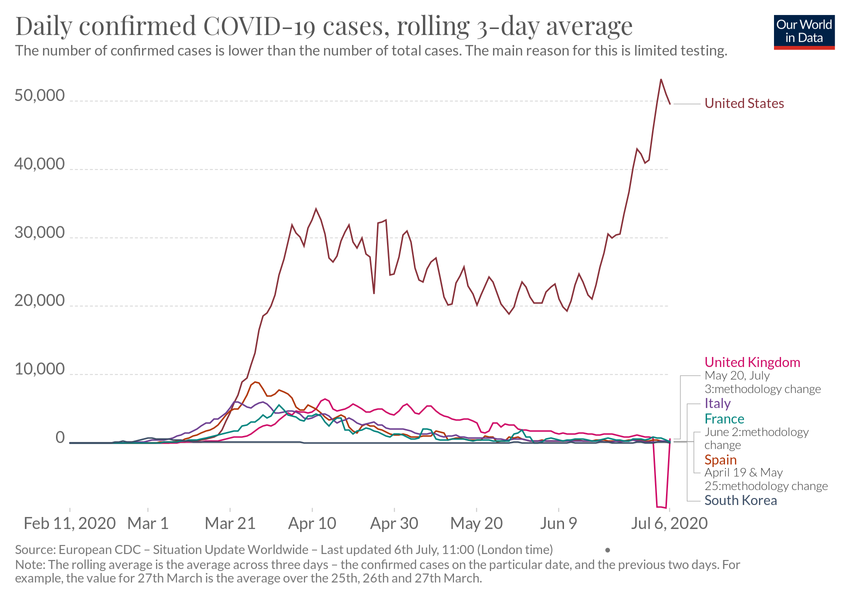 Daily confirmed COVID-19 cases, rolling 3-day average
The number of confirmed cases is lower than the number of total cases. The main reason for this is limited testing.
Our World
in Data
50,000
40,000
30,000
20,000
10,000
0
United States
United Kingdom
May 20, July
3:methodology change
Italy
France
June 2:methodology
change
Spain
April 19 & May
25:methodology change
South Korea
Feb 11, 2020 Mar 1 Mar 21 Apr 10 Apr 30 May 20 Jun 9 Jul 6, 2020
Source: European CDC – Situation Update Worldwide – Last updated 6th July, 11:00 (London time)
Note: The rolling average is the average across three days – the confirmed cases on the particular date, and the previous two days. For
example, the value for 27th March is the average over the 25th, 26th and 27th March.